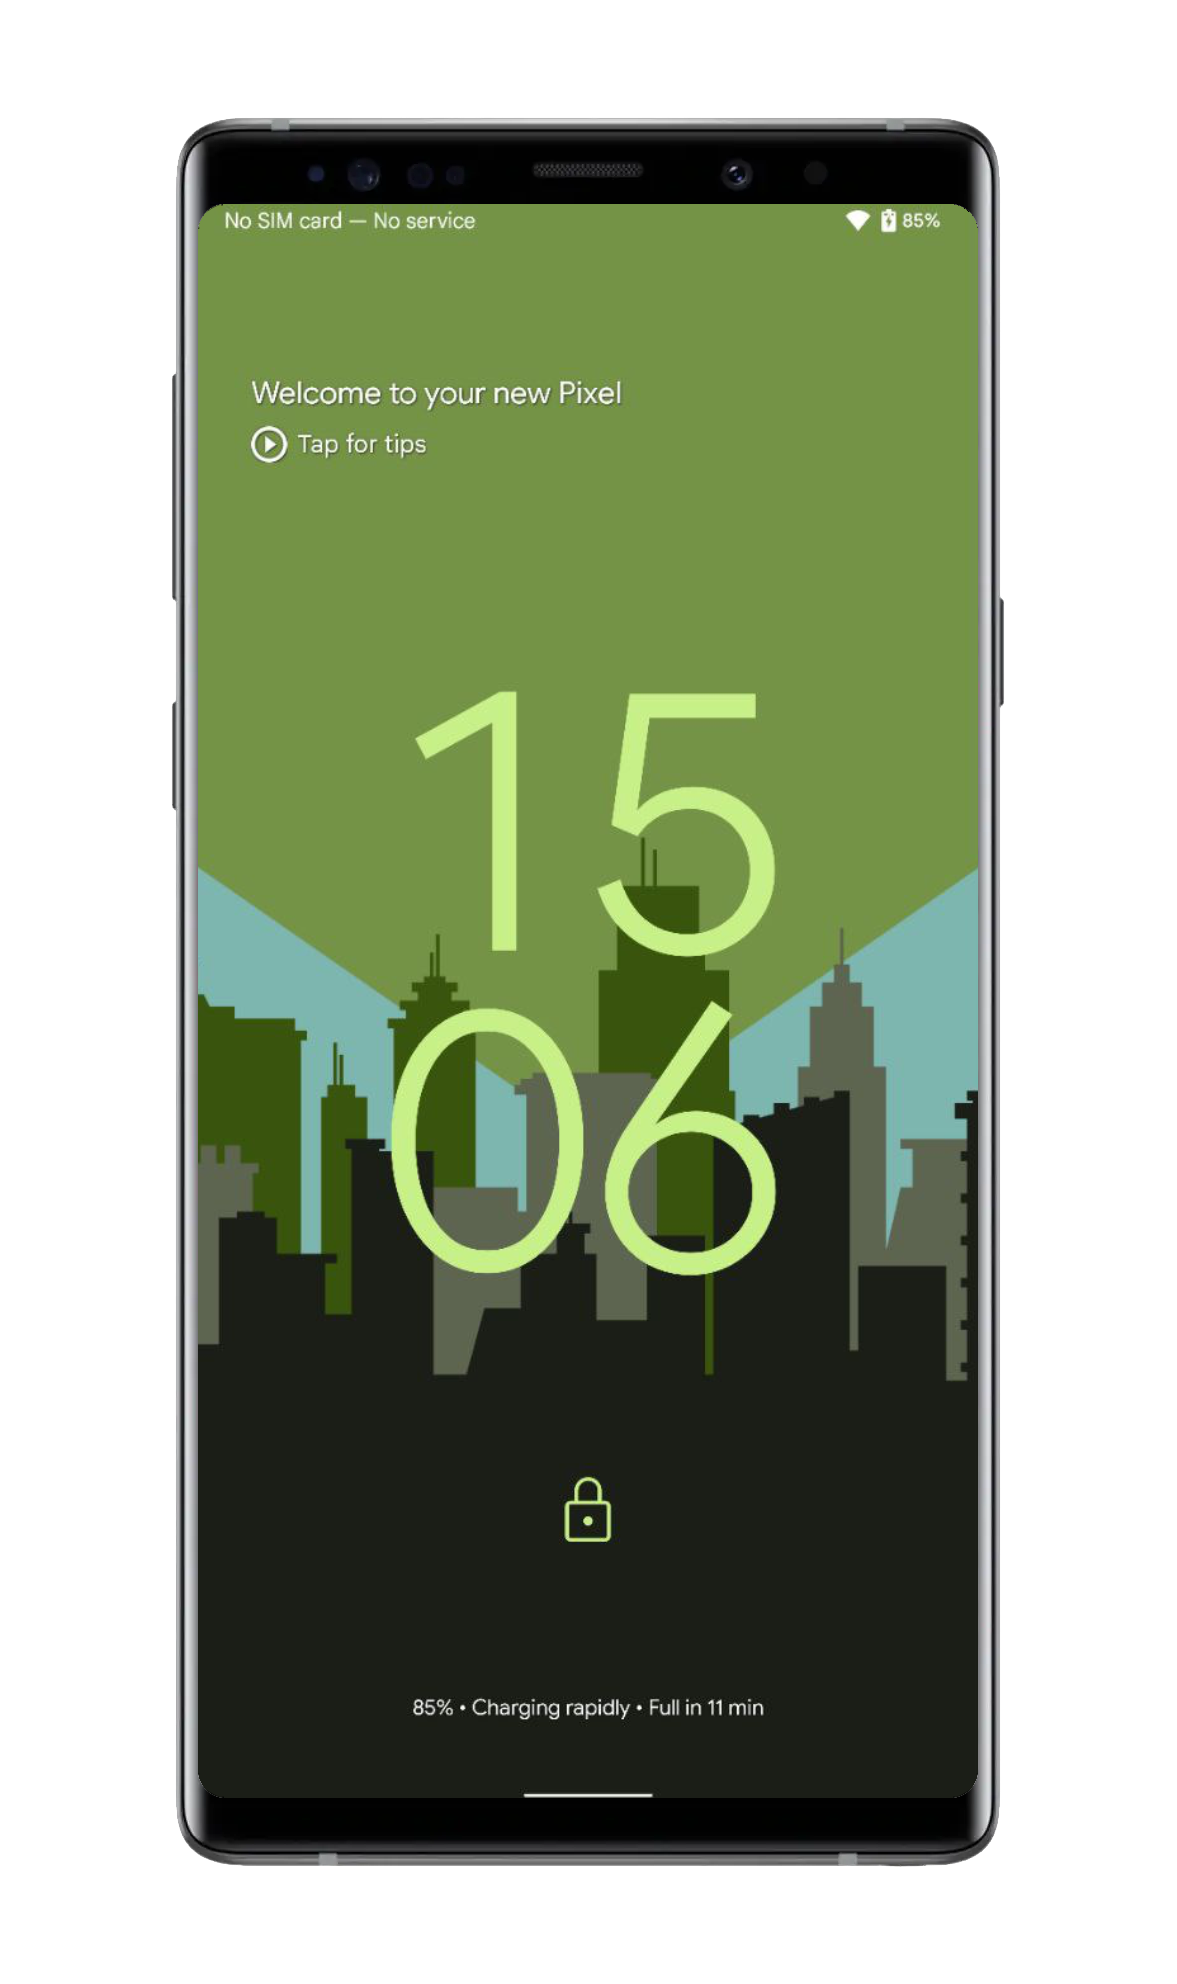 No SIM card — No service
85%
Welcome to your new Pixel
Tap for tips
15
06
85% • Charging rapidly • Full in 11 min